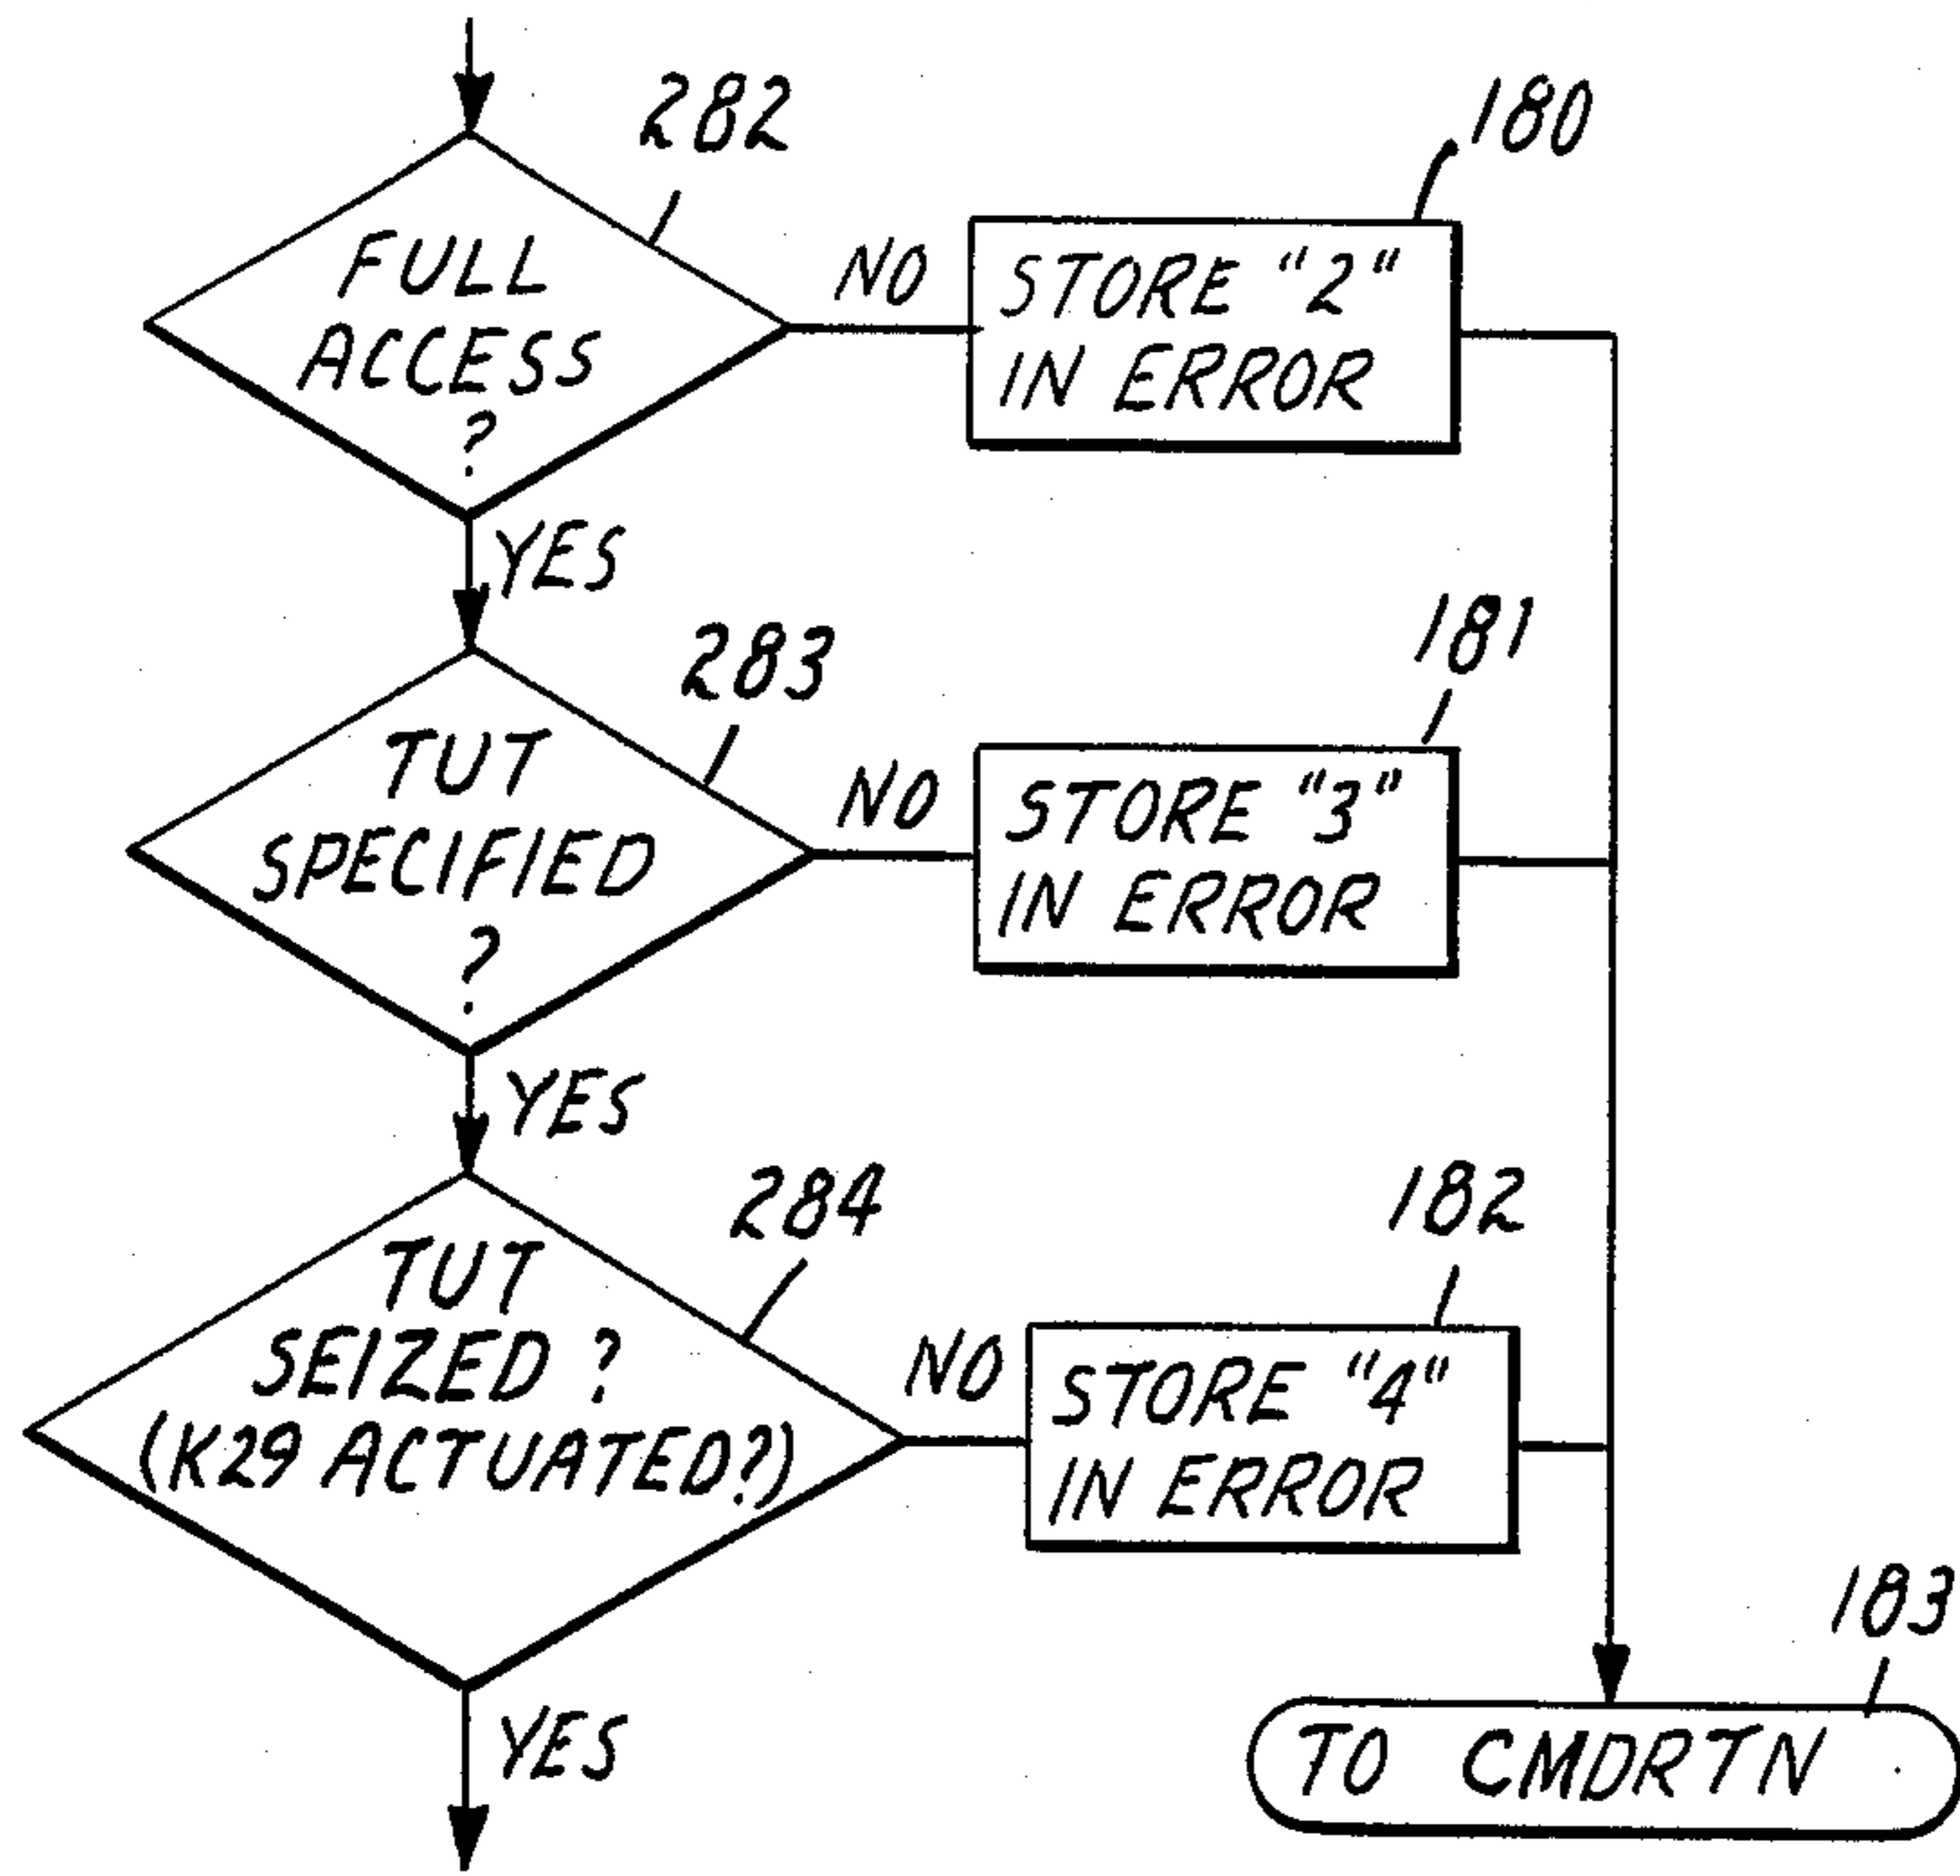 282
180
FULL
ACCESS
?
NO
STORE "2"
IN ERROR
YES
283
181
TUT
SPECIFIED
?
NO
STORE "3"
IN ERROR
YES
284
182
TUT
SEIZED ?
(K29 ACTUATED?)
NO
STORE "4"
IN ERROR
YES
183
TO CMDRTN